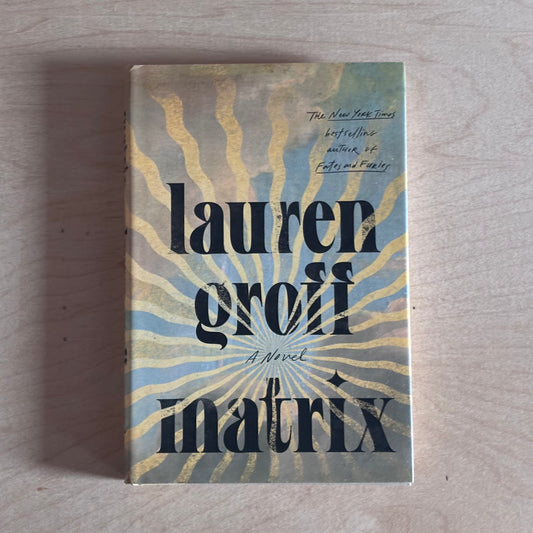 The New York Times
bestselling
author of
Fates and Furies
lauren
groff
A Novel
matrix